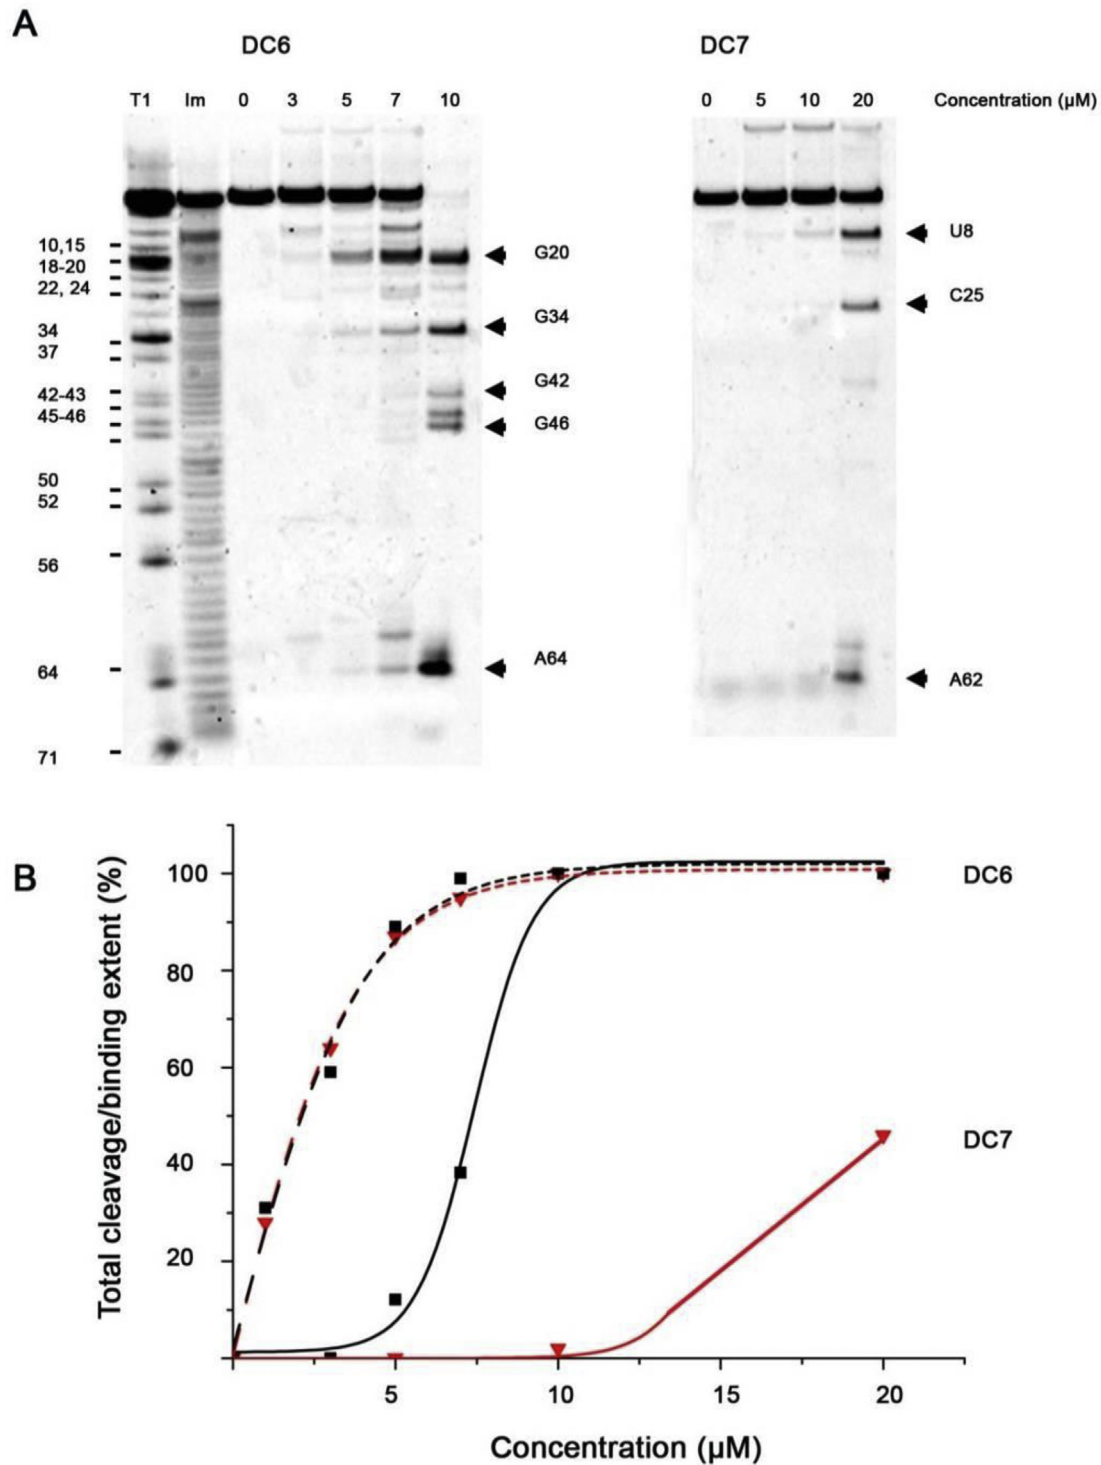 A
DC6
DC7
T1 Im 0 3 5 7 10
0 5 10 20 Concentration (µM)
10,15
18-20
22, 24
34
37
42-43
45-46
50
52
56
64
71
G20
G34
G42
G46
A64
U8
C25
A62
B
Total cleavage/binding extent (%)
100
80
60
40
20
DC6
DC7
5 10 15 20
Concentration (µM)